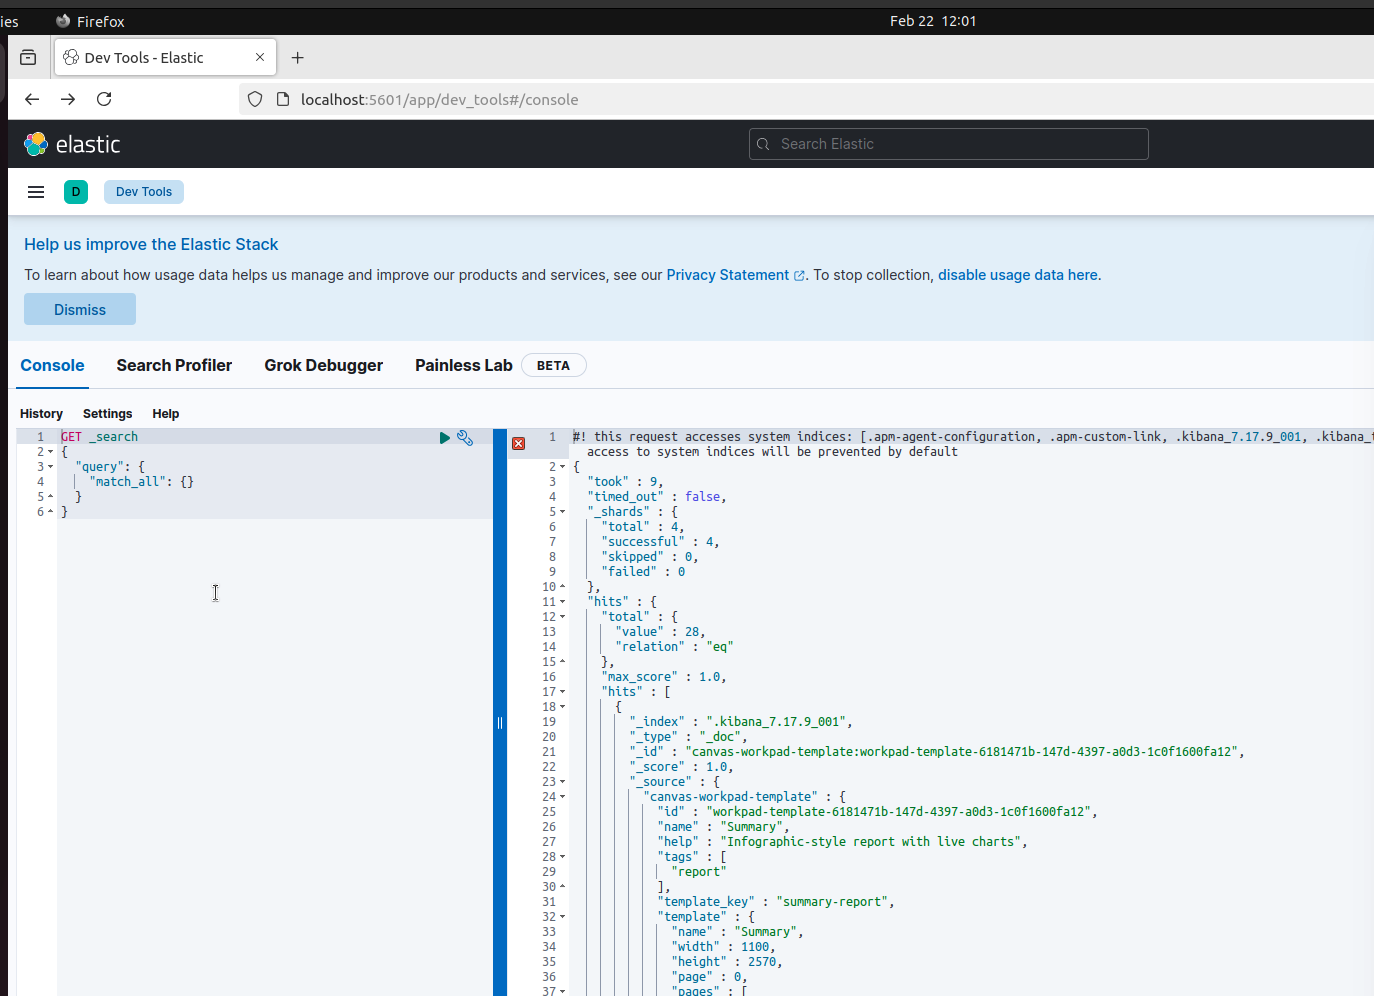 ies Firefox Feb 22 12:01
Dev Tools - Elastic
localhost:5601/app/dev_tools#/console
elastic Search Elastic
D Dev Tools
Help us improve the Elastic Stack
To learn about how usage data helps us manage and improve our products and services, see our Privacy Statement. To stop collection, disable usage data here.
Dismiss
Console Search Profiler Grok Debugger Painless Lab BETA
History Settings Help
1 GET _search
2 {
3 "query": {
4 "match_all": {}
5 }
6 }
1 #! this request accesses system indices: [.apm-agent-configuration, .apm-custom-link, .kibana_7.17.9_001, .kibana_t
access to system indices will be prevented by default
2 {
3 "took" : 9,
4 "timed_out" : false,
5 "_shards" : {
6 "total" : 4,
7 "successful" : 4,
8 "skipped" : 0,
9 "failed" : 0
10 },
11 "hits" : {
12 "total" : {
13 "value" : 28,
14 "relation" : "eq"
15 },
16 "max_score" : 1.0,
17 "hits" : [
18 {
19 "_index" : ".kibana_7.17.9_001",
20 "_type" : "_doc",
21 "_id" : "canvas-workpad-template:workpad-template-6181471b-147d-4397-a0d3-1c0f1600fa12",
22 "_score" : 1.0,
23 "_source" : {
24 "canvas-workpad-template" : {
25 "id" : "workpad-template-6181471b-147d-4397-a0d3-1c0f1600fa12",
26 "name" : "Summary",
27 "help" : "Infographic-style report with live charts",
28 "tags" : [
29 "report"
30 ],
31 "template_key" : "summary-report",
32 "template" : {
33 "name" : "Summary",
34 "width" : 1100,
35 "height" : 2570,
36 "page" : 0,
37 "pages" : [